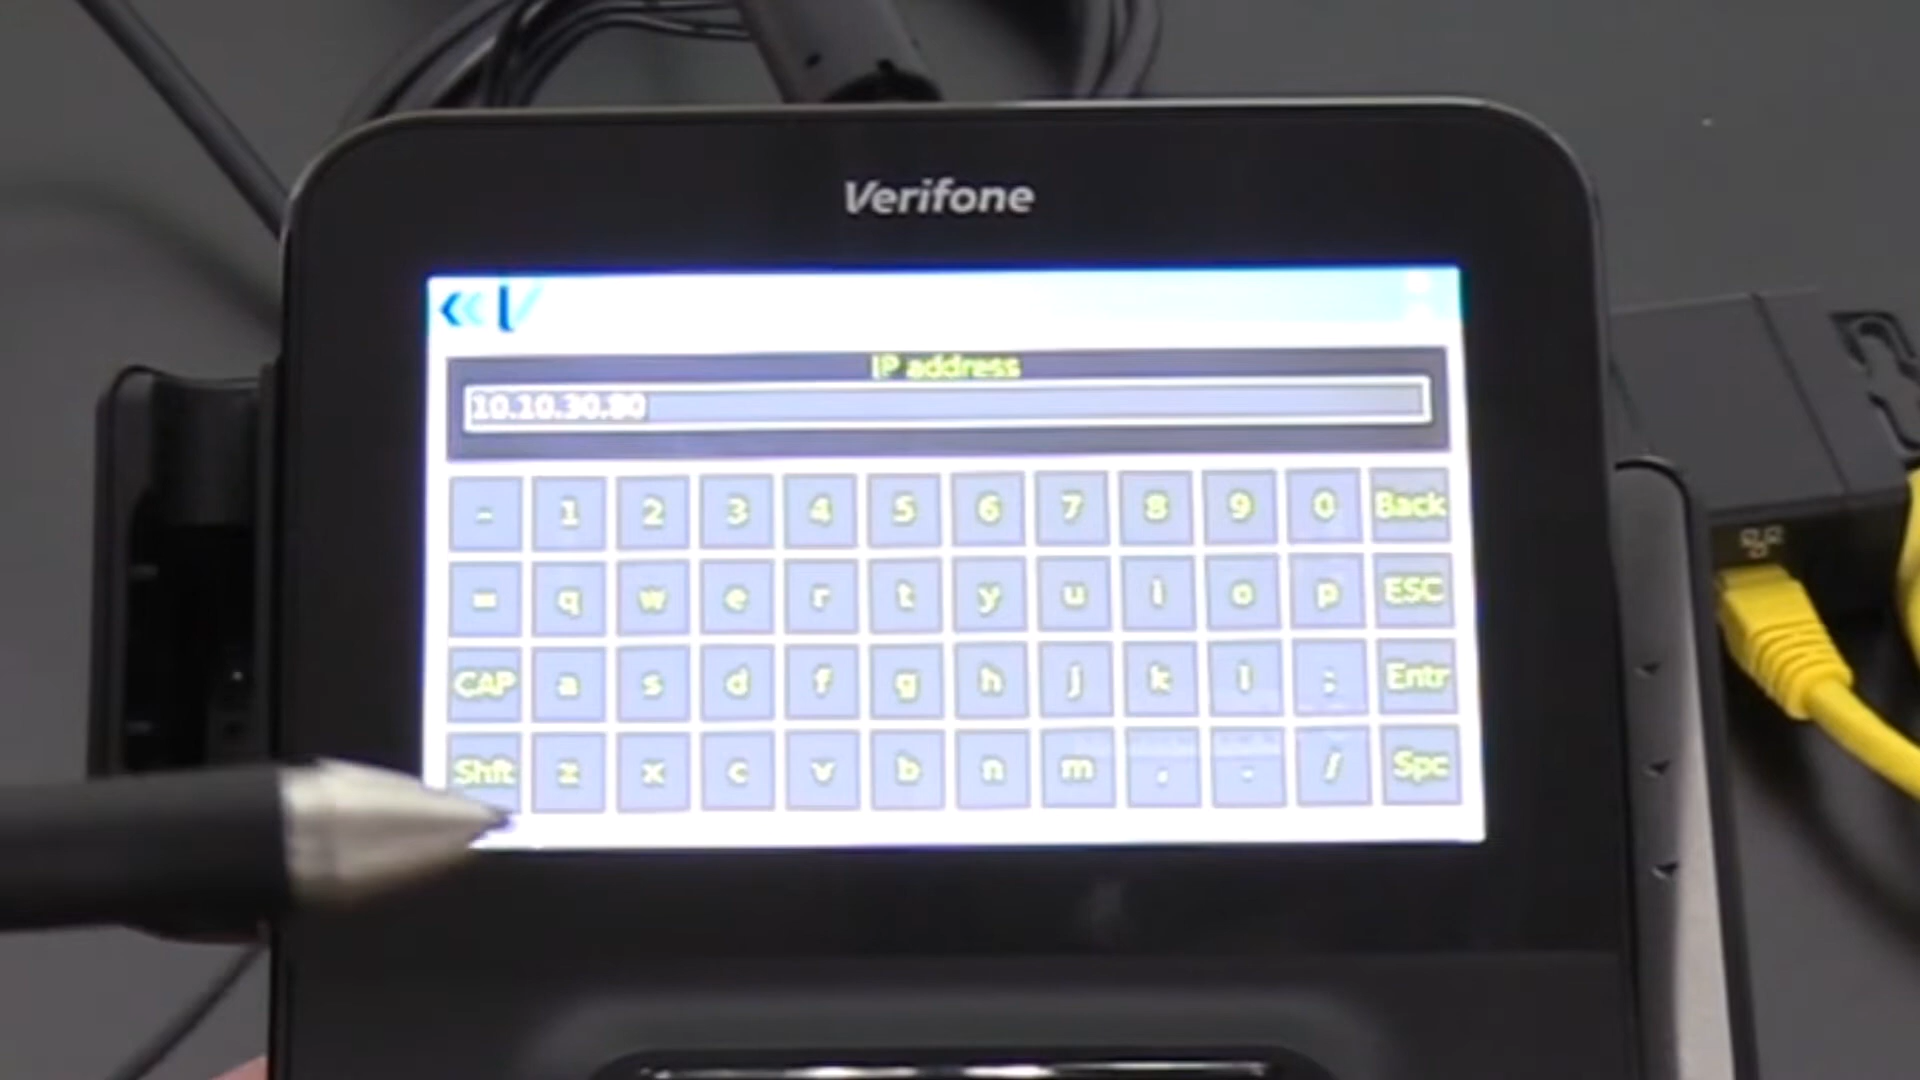 Verifone
IP address
10.10.30.80
- 1 2 3 4 5 6 7 8 9 0 Back
= q w e r t y u i o p ESC
CAP a s d f g h j k l ; Entr
Shft z x c v b n m , . / Spc